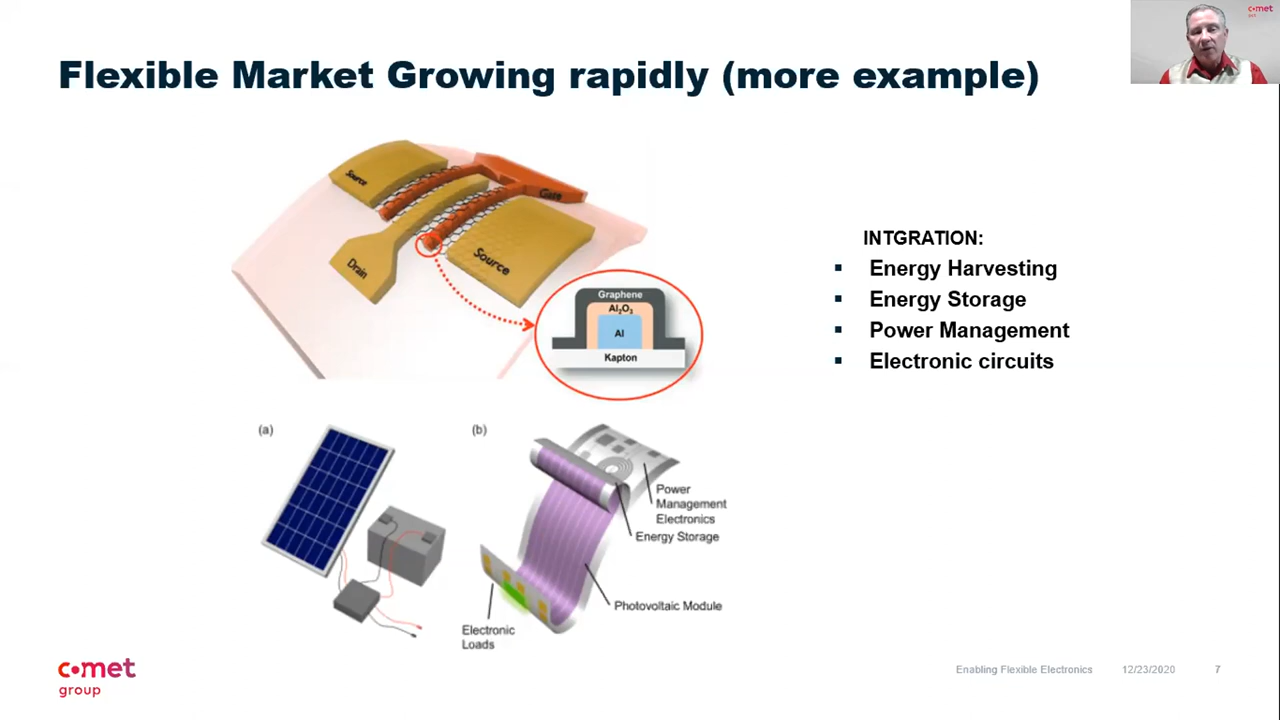 Flexible Market Growing rapidly (more example)
c•met
Source
Gate
Drain
Source
Graphene
Al₂O₃
Al
Kapton
INTGRATION:
▪ Energy Harvesting
▪ Energy Storage
▪ Power Management
▪ Electronic circuits
(a)
(b)
Power
Management
Electronics
Energy Storage
Photovoltaic Module
Electronic
Loads
c•met
group
Enabling Flexible Electronics
12/23/2020
7